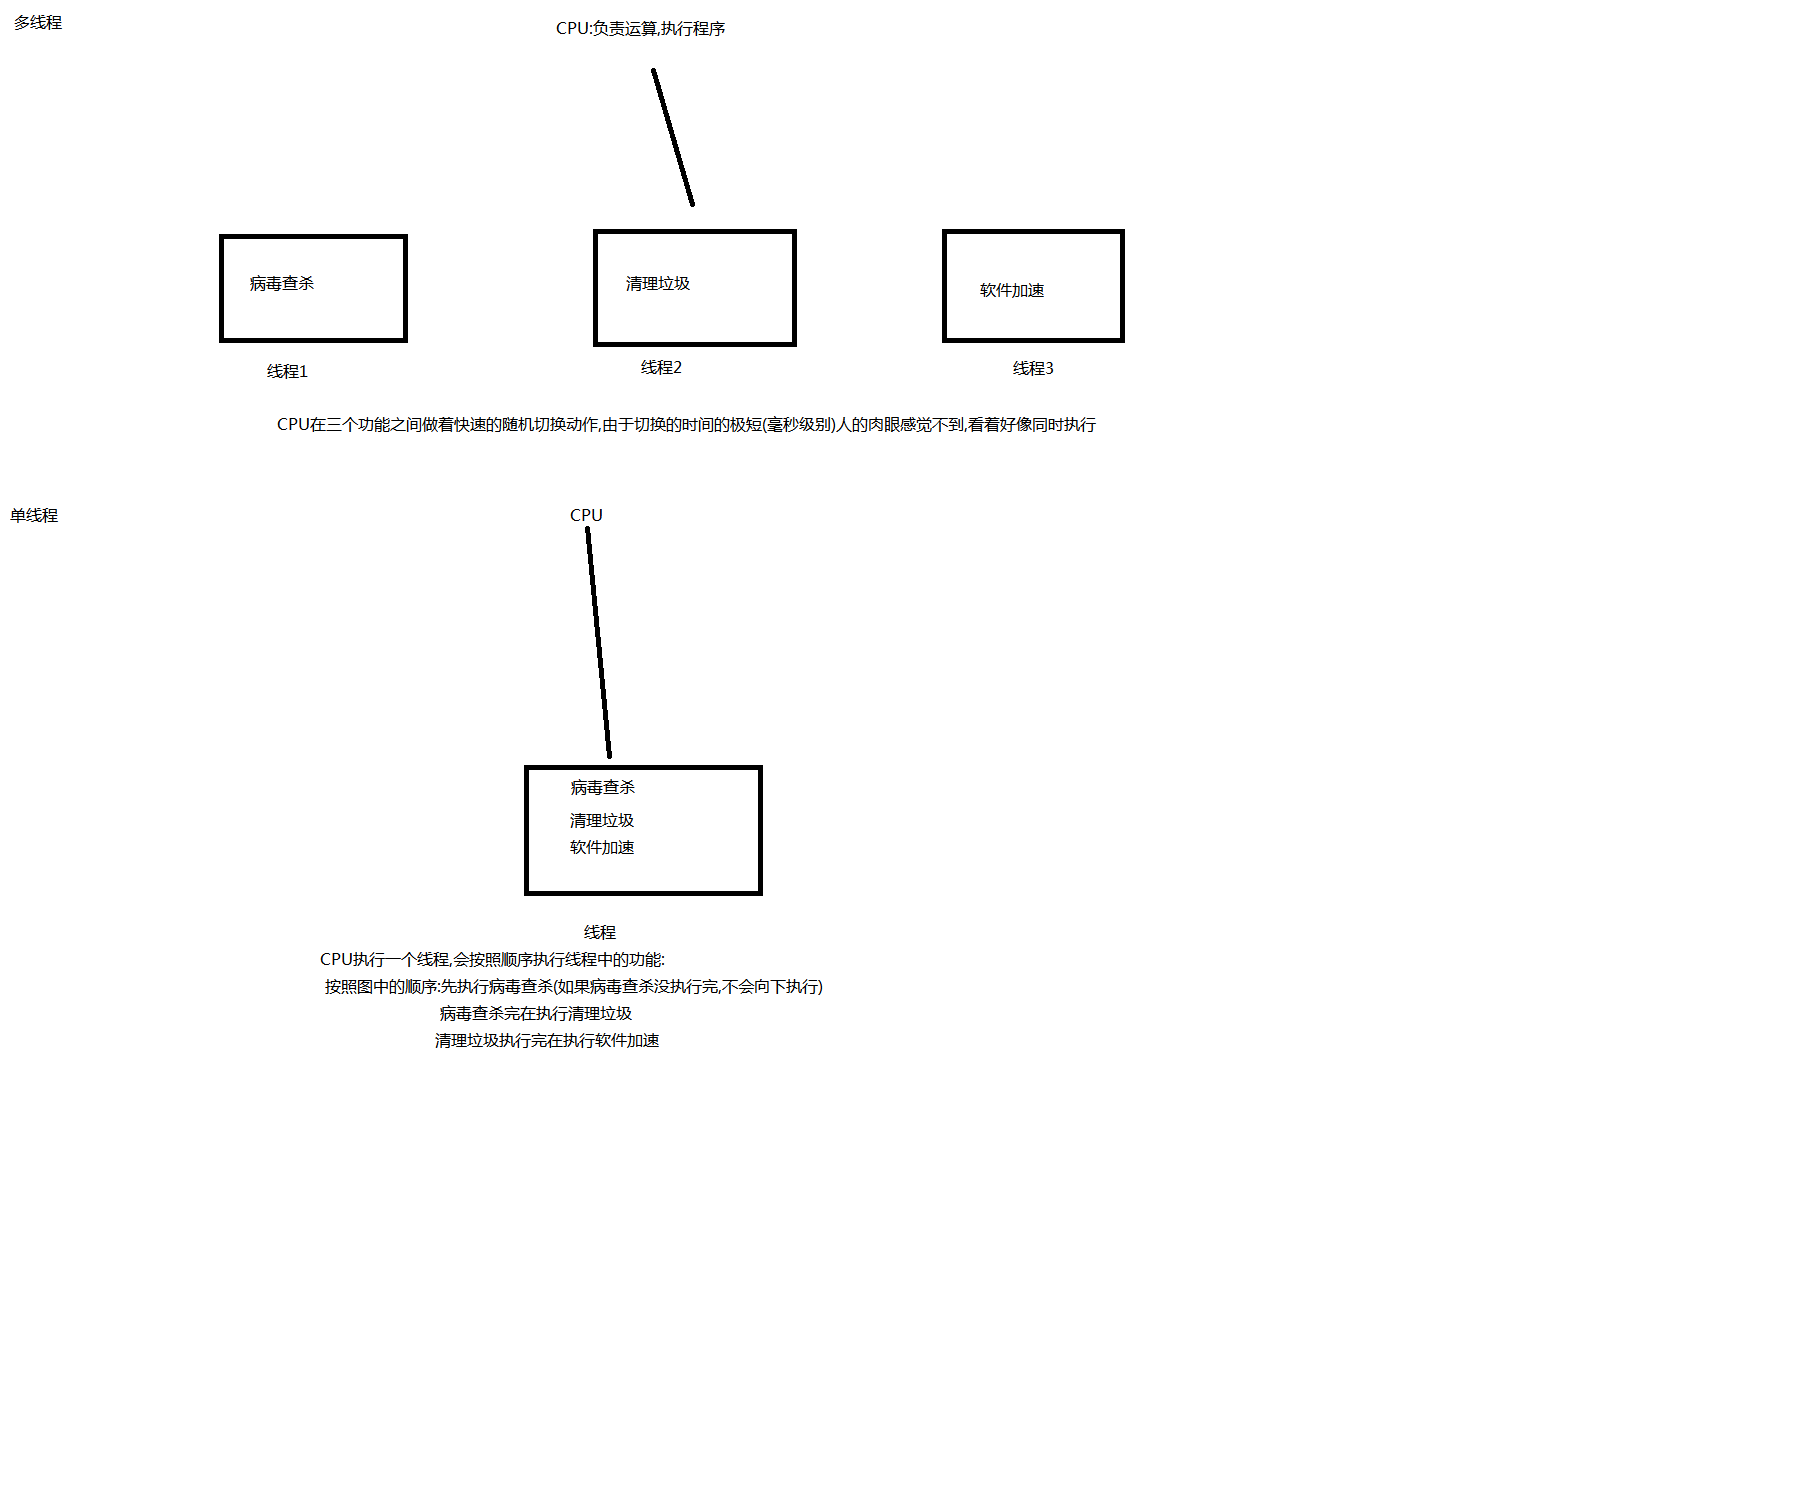 多线程
CPU:负责运算,执行程序
病毒查杀
清理垃圾
软件加速
线程1
线程2
线程3
CPU在三个功能之间做着快速的随机切换动作,由于切换的时间的极短(毫秒级别)人的肉眼感觉不到,看着好像同时执行
单线程
CPU
病毒查杀
清理垃圾
软件加速
线程
CPU执行一个线程,会按照顺序执行线程中的功能:
按照图中的顺序:先执行病毒查杀(如果病毒查杀没执行完,不会向下执行)
病毒查杀完在执行清理垃圾
清理垃圾执行完在执行软件加速